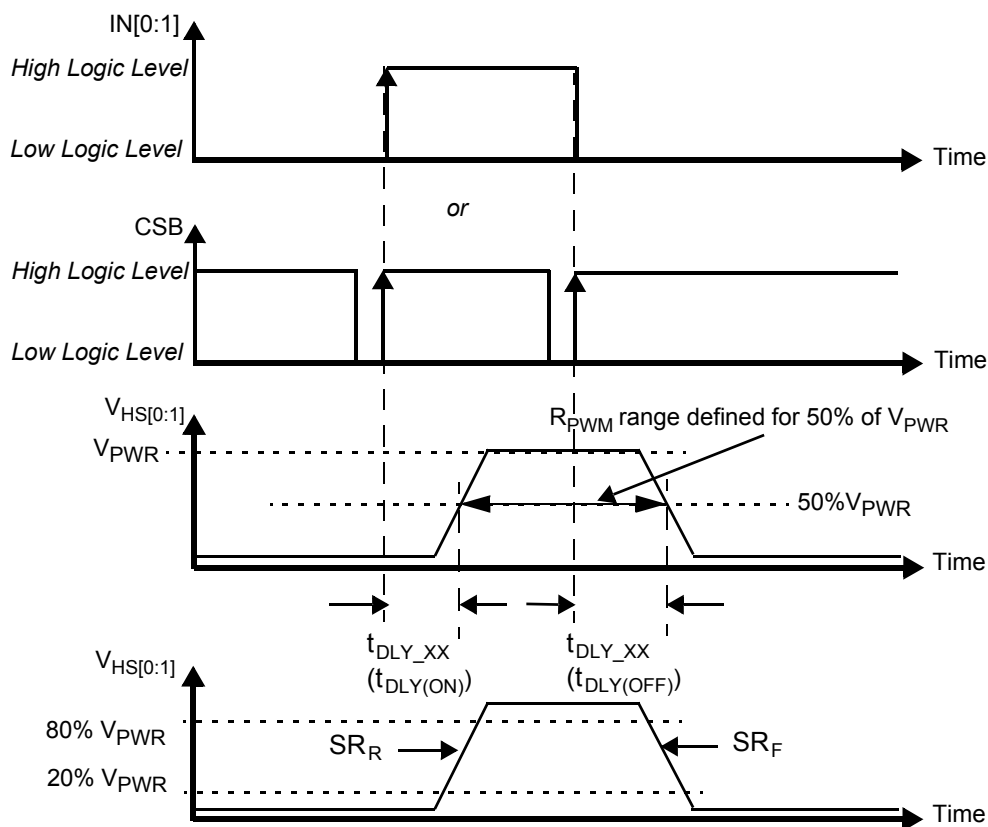 IN[0:1]
High Logic Level
Low Logic Level
Time
or
CSB
High Logic Level
Low Logic Level
Time
VHS[0:1]
RPWM range defined for 50% of VPWR
VPWR
50%VPWR
Time
tDLY_XX
(tDLY(ON))
tDLY_XX
(tDLY(OFF))
VHS[0:1]
80% VPWR
SRR
SRF
20% VPWR
Time